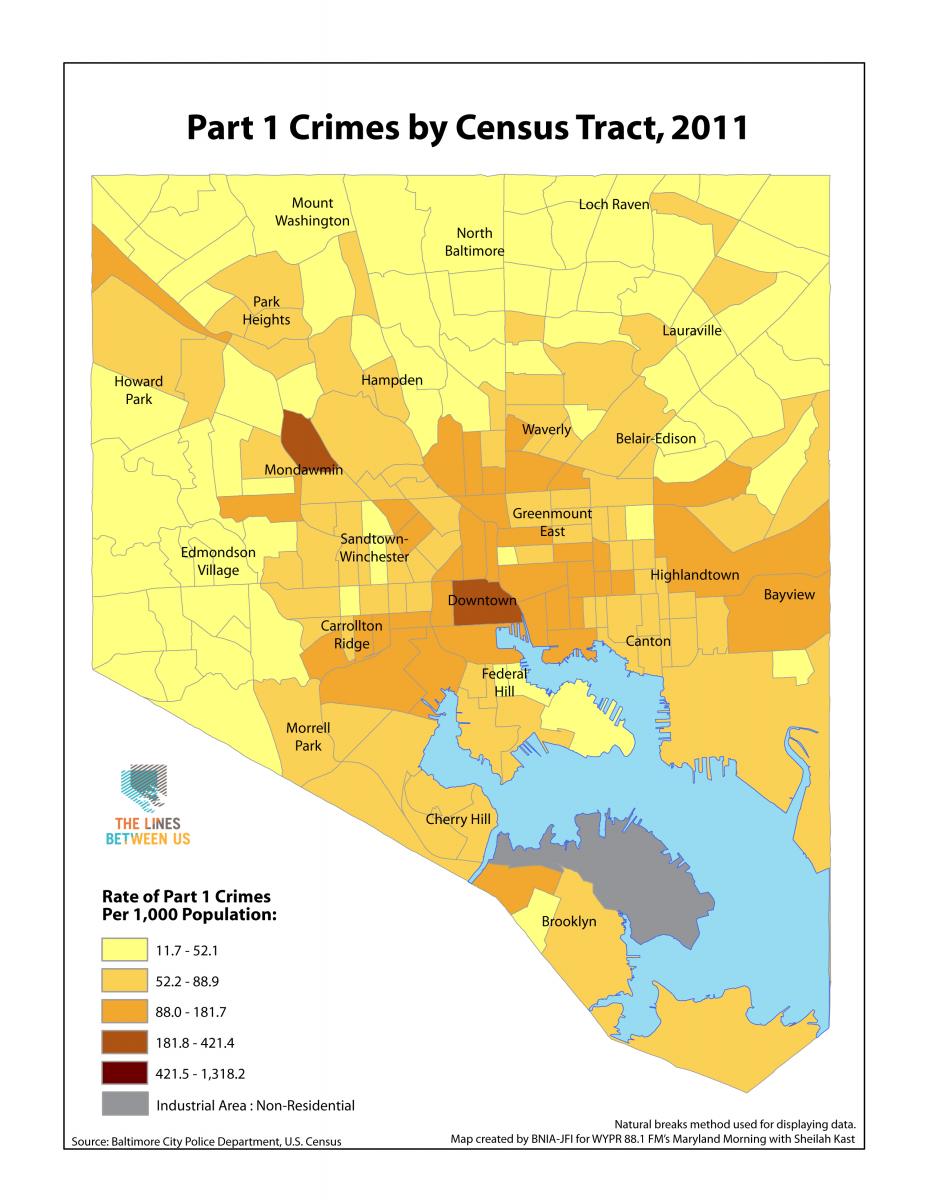 Part 1 Crimes by Census Tract, 2011
Mount
Washington
Loch Raven
North
Baltimore
Park
Heights
Lauraville
Howard
Park
Hampden
Waverly
Belair-Edison
Mondawmin
Greenmount
East
Sandtown-
Winchester
Edmondson
Village
Highlandtown
Bayview
Downtown
Carrollton
Ridge
Canton
Federal
Hill
Morrell
Park
Cherry Hill
THE LINES
BETWEEN US
Brooklyn
Rate of Part 1 Crimes
Per 1,000 Population:
11.7 - 52.1
52.2 - 88.9
88.0 - 181.7
181.8 - 421.4
421.5 - 1,318.2
Industrial Area : Non-Residential
Natural breaks method used for displaying data.
Source: Baltimore City Police Department, U.S. Census
Map created by BNIA-JFI for WYPR 88.1 FM's Maryland Morning with Sheilah Kast